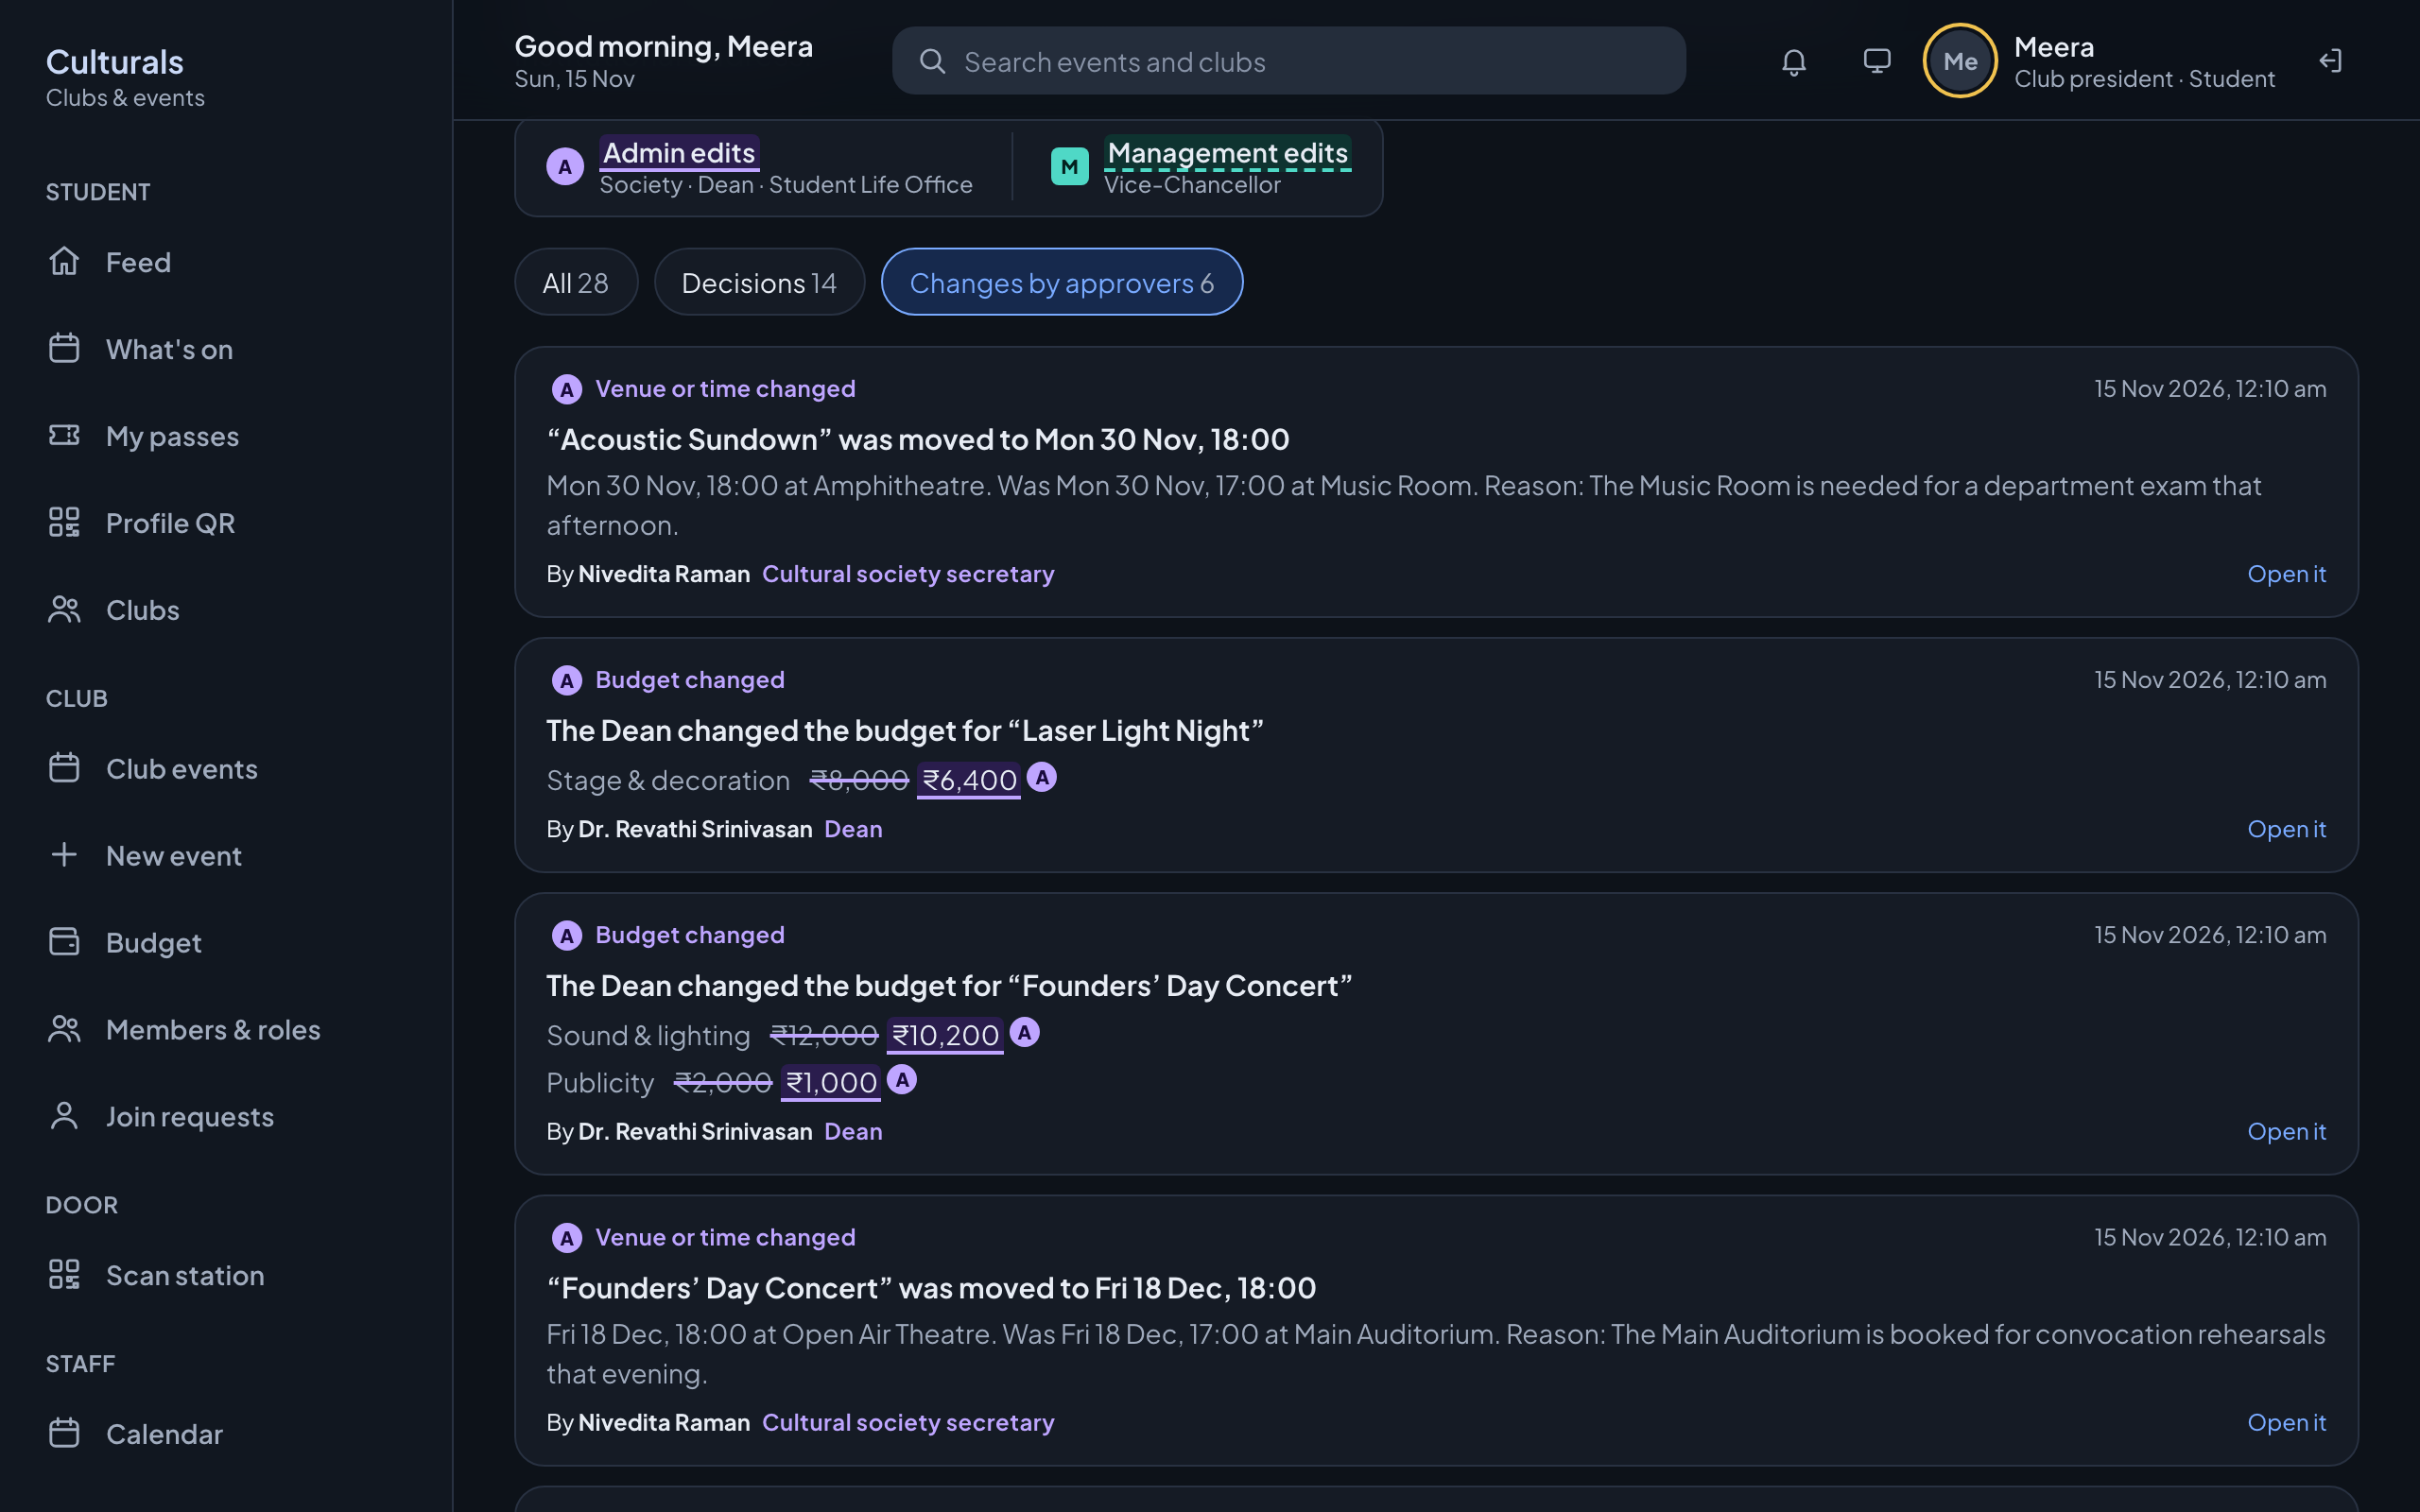 Culturals
Clubs & events
STUDENT
Feed
What's on
My passes
Profile QR
Clubs
CLUB
Club events
New event
Budget
Members & roles
Join requests
DOOR
Scan station
STAFF
Calendar
Good morning, Meera
Sun, 15 Nov
Search events and clubs
Me
Meera
Club president · Student
A Admin edits
Society · Dean · Student Life Office
M Management edits
Vice-Chancellor
All 28
Decisions 14
Changes by approvers 6
A Venue or time changed 15 Nov 2026, 12:10 am
“Acoustic Sundown” was moved to Mon 30 Nov, 18:00
Mon 30 Nov, 18:00 at Amphitheatre. Was Mon 30 Nov, 17:00 at Music Room. Reason: The Music Room is needed for a department exam that
afternoon.
By Nivedita Raman Cultural society secretary Open it
A Budget changed 15 Nov 2026, 12:10 am
The Dean changed the budget for “Laser Light Night”
Stage & decoration ₹8,000 ₹6,400 A
By Dr. Revathi Srinivasan Dean Open it
A Budget changed 15 Nov 2026, 12:10 am
The Dean changed the budget for “Founders’ Day Concert”
Sound & lighting ₹12,000 ₹10,200 A
Publicity ₹2,000 ₹1,000 A
By Dr. Revathi Srinivasan Dean Open it
A Venue or time changed 15 Nov 2026, 12:10 am
“Founders’ Day Concert” was moved to Fri 18 Dec, 18:00
Fri 18 Dec, 18:00 at Open Air Theatre. Was Fri 18 Dec, 17:00 at Main Auditorium. Reason: The Main Auditorium is booked for convocation rehearsals
that evening.
By Nivedita Raman Cultural society secretary Open it